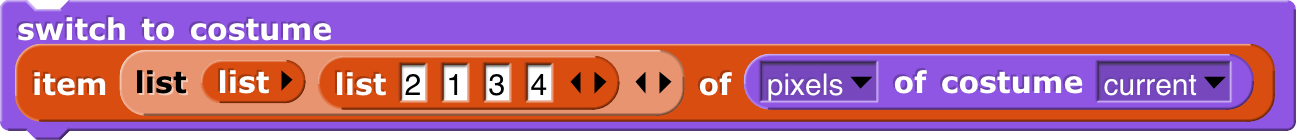 switch to costume
item list list list 2 1 3 4 of pixels of costume current